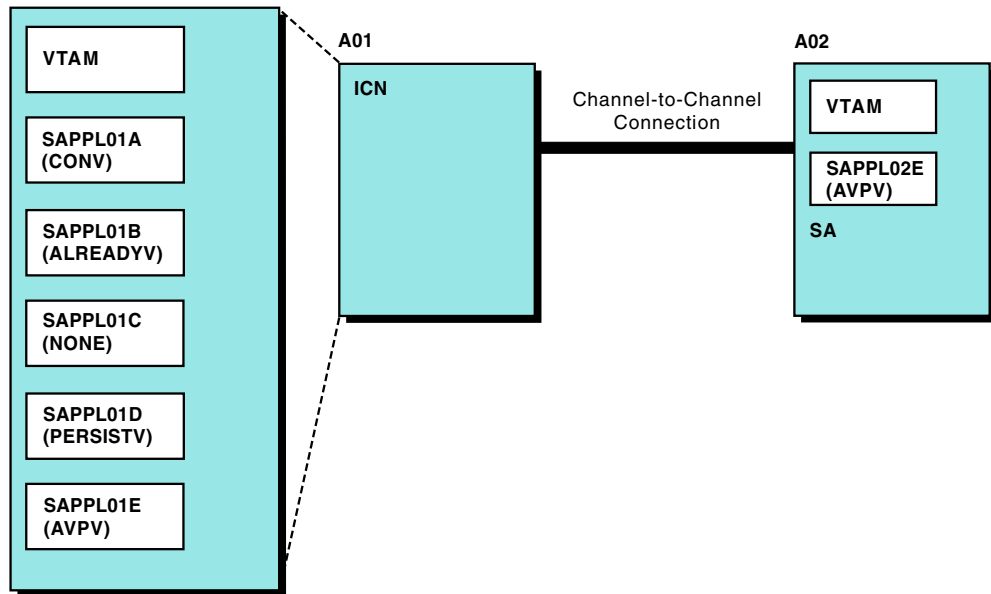 VTAM
SAPPL01A
(CONV)
SAPPL01B
(ALREADYV)
SAPPL01C
(NONE)
SAPPL01D
(PERSISTV)
SAPPL01E
(AVPV)
A01
ICN
Channel-to-Channel
Connection
A02
VTAM
SAPPL02E
(AVPV)
SA